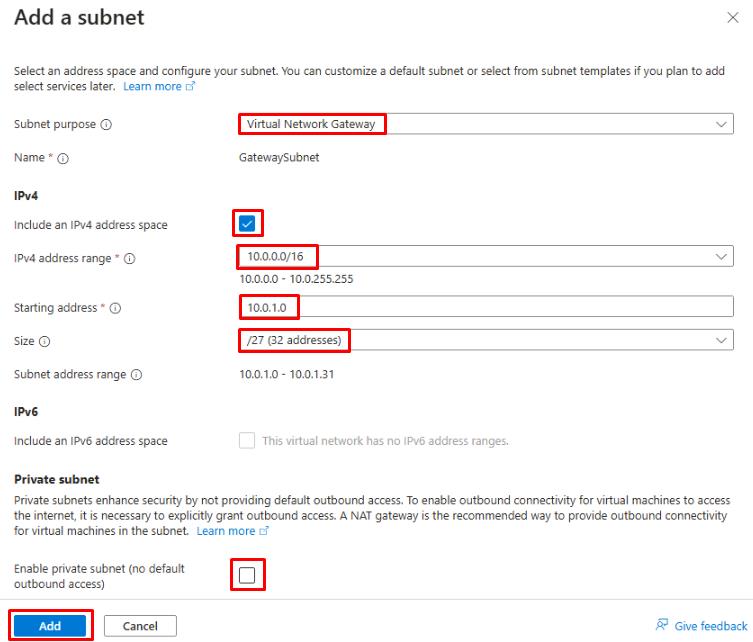 Add a subnet
Select an address space and configure your subnet. You can customize a default subnet or select from subnet templates if you plan to add
select services later. Learn more
Subnet purpose
Virtual Network Gateway
Name *
GatewaySubnet
IPv4
Include an IPv4 address space
IPv4 address range *
10.0.0.0/16
10.0.0.0 - 10.0.255.255
Starting address *
10.0.1.0
Size
/27 (32 addresses)
Subnet address range
10.0.1.0 - 10.0.1.31
IPv6
Include an IPv6 address space
This virtual network has no IPv6 address ranges.
Private subnet
Private subnets enhance security by not providing default outbound access. To enable outbound connectivity for virtual machines to access
the internet, it is necessary to explicitly grant outbound access. A NAT gateway is the recommended way to provide outbound connectivity
for virtual machines in the subnet. Learn more
Enable private subnet (no default
outbound access)
Add
Cancel
Give feedback